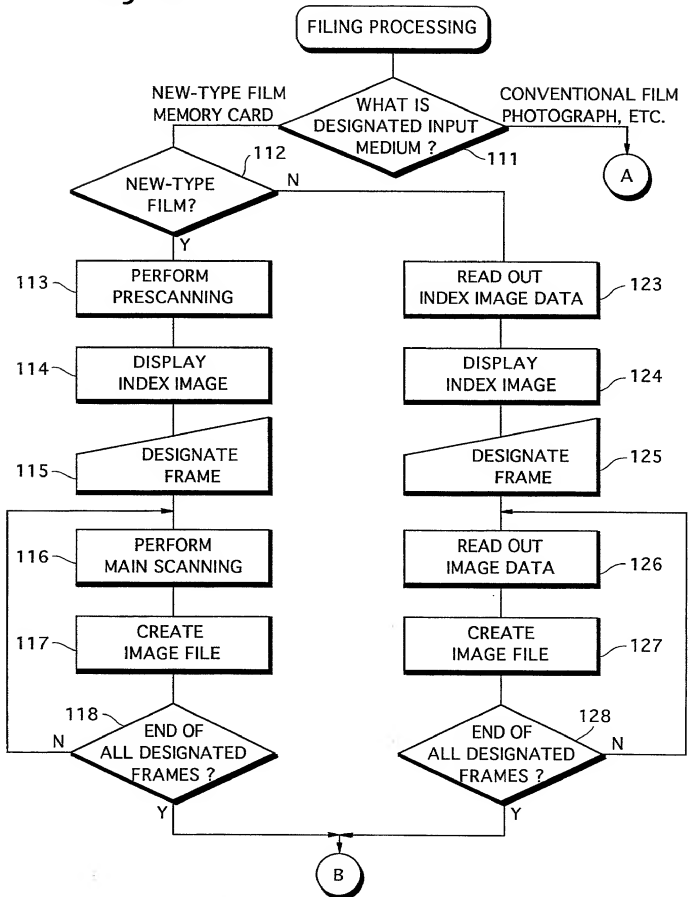 FILING PROCESSING
NEW-TYPE FILM
MEMORY CARD
WHAT IS
DESIGNATED INPUT
MEDIUM ?
111
CONVENTIONAL FILM
PHOTOGRAPH, ETC.
A
112
NEW-TYPE
FILM?
N
Y
113
PERFORM
PRESCANNING
READ OUT
INDEX IMAGE DATA
123
114
DISPLAY
INDEX IMAGE
DISPLAY
INDEX IMAGE
124
115
DESIGNATE
FRAME
DESIGNATE
FRAME
125
116
PERFORM
MAIN SCANNING
READ OUT
IMAGE DATA
126
117
CREATE
IMAGE FILE
CREATE
IMAGE FILE
127
118
N
END OF
ALL DESIGNATED
FRAMES ?
Y
128
END OF
ALL DESIGNATED
FRAMES ?
N
Y
B